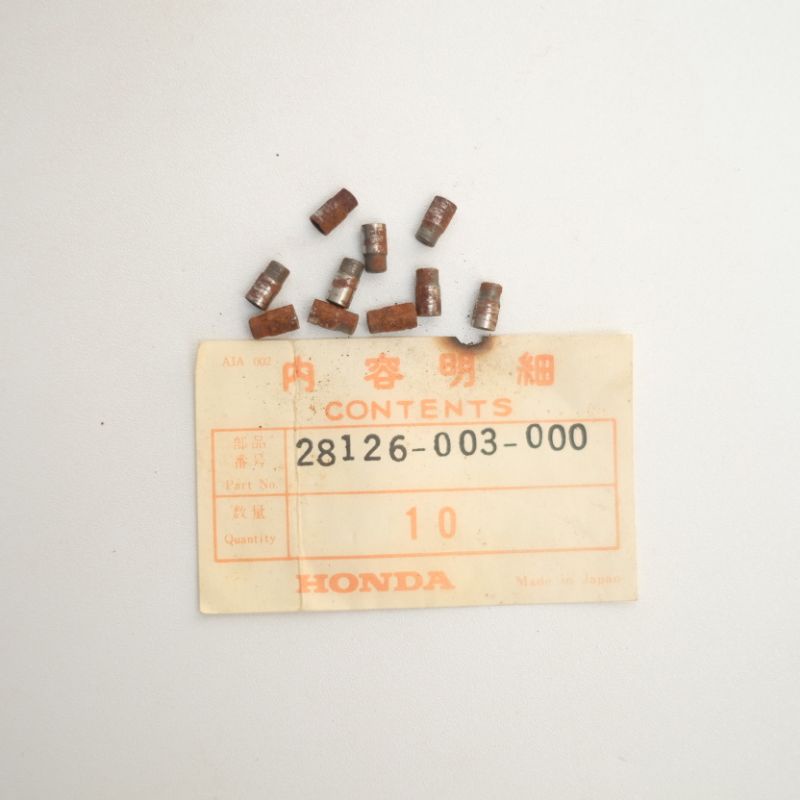 AIA 002
内容明細
CONTENTS
部品
番号
Part No.
28126-003-000
数量
Quantity
10
HONDA
Made in Japan